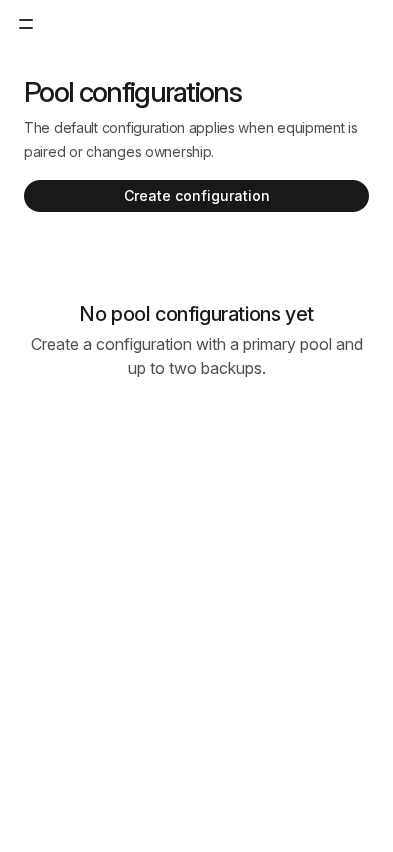 Pool configurations
The default configuration applies when equipment is
paired or changes ownership.
Create configuration
No pool configurations yet
Create a configuration with a primary pool and
up to two backups.